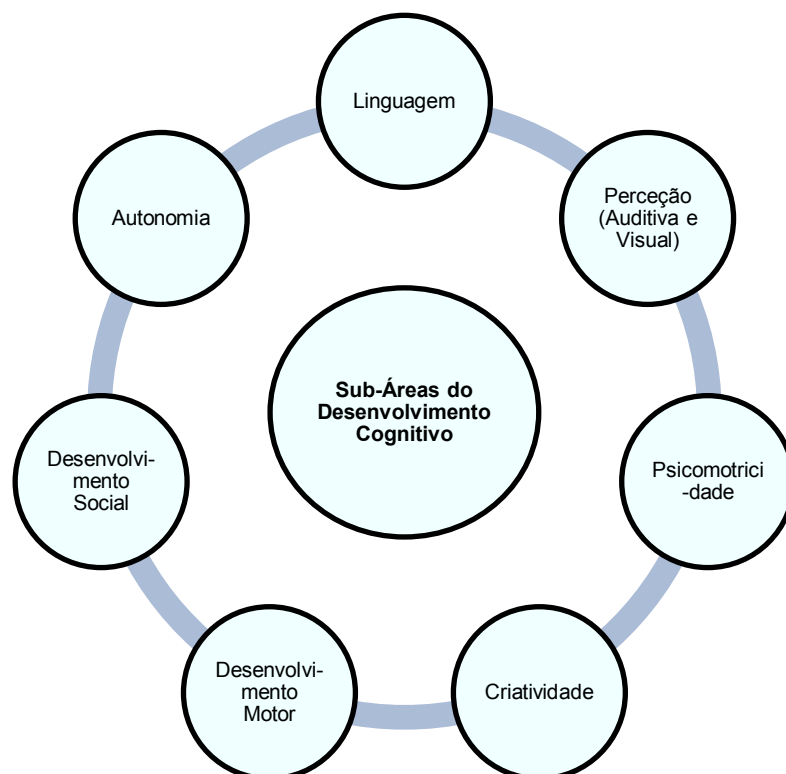 Linguagem
Perceção
(Auditiva e
Visual)
Autonomia
Sub-Áreas do
Desenvolvimento
Cognitivo
Psicomotrici
-dade
Desenvolvi-
mento
Social
Desenvolvi-
mento
Motor
Criatividade